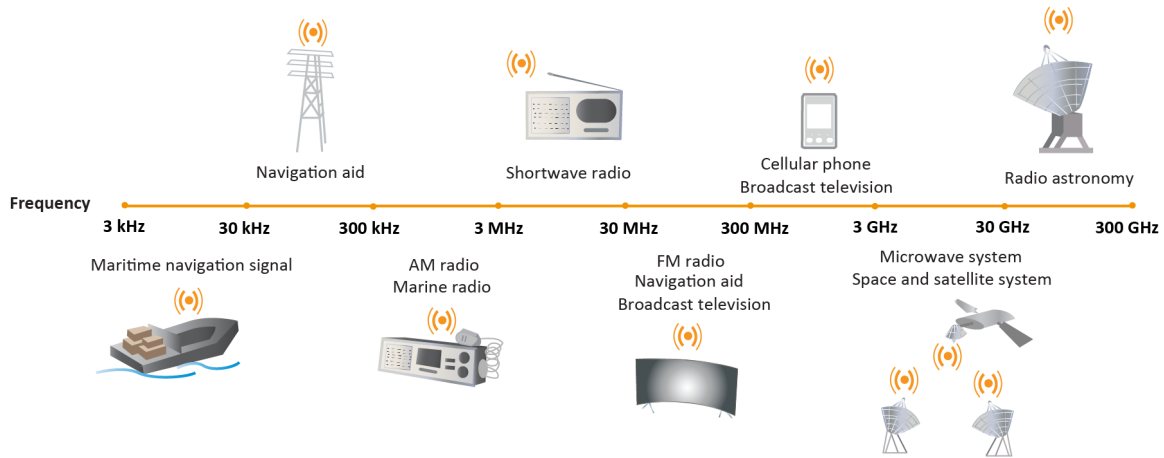 Navigation aid
Shortwave radio
Cellular phone
Broadcast television
Radio astronomy
Frequency
3 kHz
30 kHz
300 kHz
3 MHz
30 MHz
300 MHz
3 GHz
30 GHz
300 GHz
Maritime navigation signal
AM radio
Marine radio
FM radio
Navigation aid
Broadcast television
Microwave system
Space and satellite system